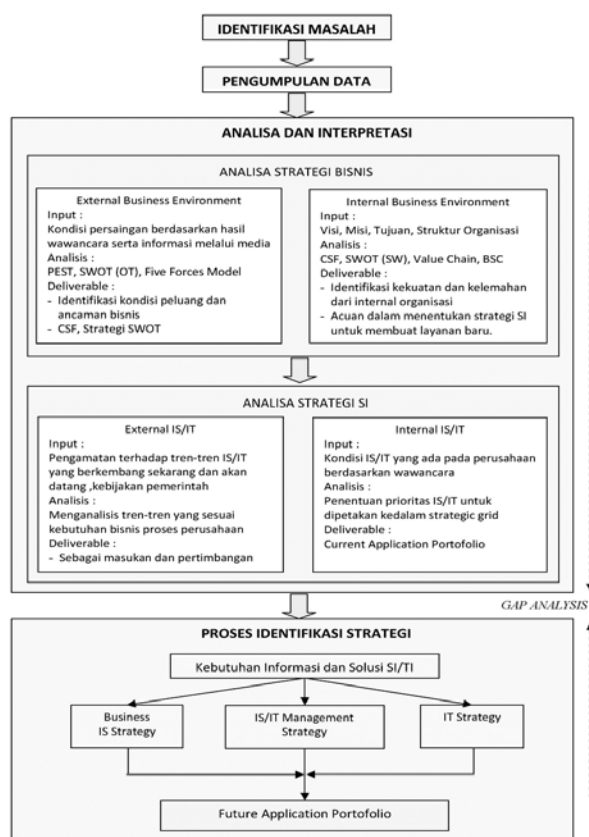 IDENTIFIKASI MASALAH
PENGUMPULAN DATA
ANALISA DAN INTERPRETASI
ANALISA STRATEGI BISNIS
External Business Environment
Input :
Kondisi persaingan berdasarkan hasil
wawancara serta informasi melalui media
Analisis :
PEST, SWOT (OT), Five Forces Model
Deliverable :
- Identifikasi kondisi peluang dan
ancaman bisnis
- CSF, Strategi SWOT
Internal Business Environment
Input :
Visi, Misi, Tujuan, Struktur Organisasi
Analisis :
CSF, SWOT (SW), Value Chain, BSC
Deliverable :
- Identifikasi kekuatan dan kelemahan
dari internal organisasi
- Acuan dalam menentukan strategi SI
untuk membuat layanan baru.
ANALISA STRATEGI SI
External IS/IT
Input :
Pengamatan terhadap tren-tren IS/IT
yang berkembang sekarang dan akan
datang ,kebijakan pemerintah
Analisis :
Menganalisis tren-tren yang sesuai
kebutuhan bisnis proses perusahaan
Deliverable :
- Sebagai masukan dan pertimbangan
Internal IS/IT
Input :
Kondisi IS/IT yang ada pada perusahaan
berdasarkan wawancara
Analisis :
Penentuan prioritas IS/IT untuk
dipetakan kedalam strategic grid
Deliverable :
Current Application Portofolio
GAP ANALYSIS
PROSES IDENTIFIKASI STRATEGI
Kebutuhan Informasi dan Solusi SI/TI
Business
IS Strategy
IS/IT Management
Strategy
IT Strategy
Future Application Portofolio